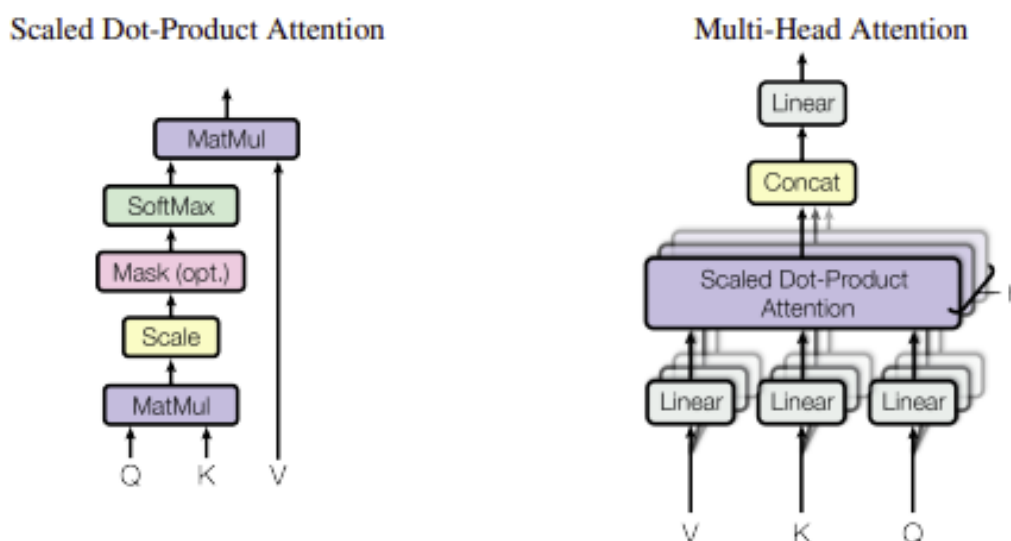 Scaled Dot-Product Attention
MatMul
SoftMax
Mask (opt.)
Scale
MatMul
Q K V
Multi-Head Attention
Linear
Concat
Scaled Dot-Product
Attention
Linear Linear Linear
V K Q